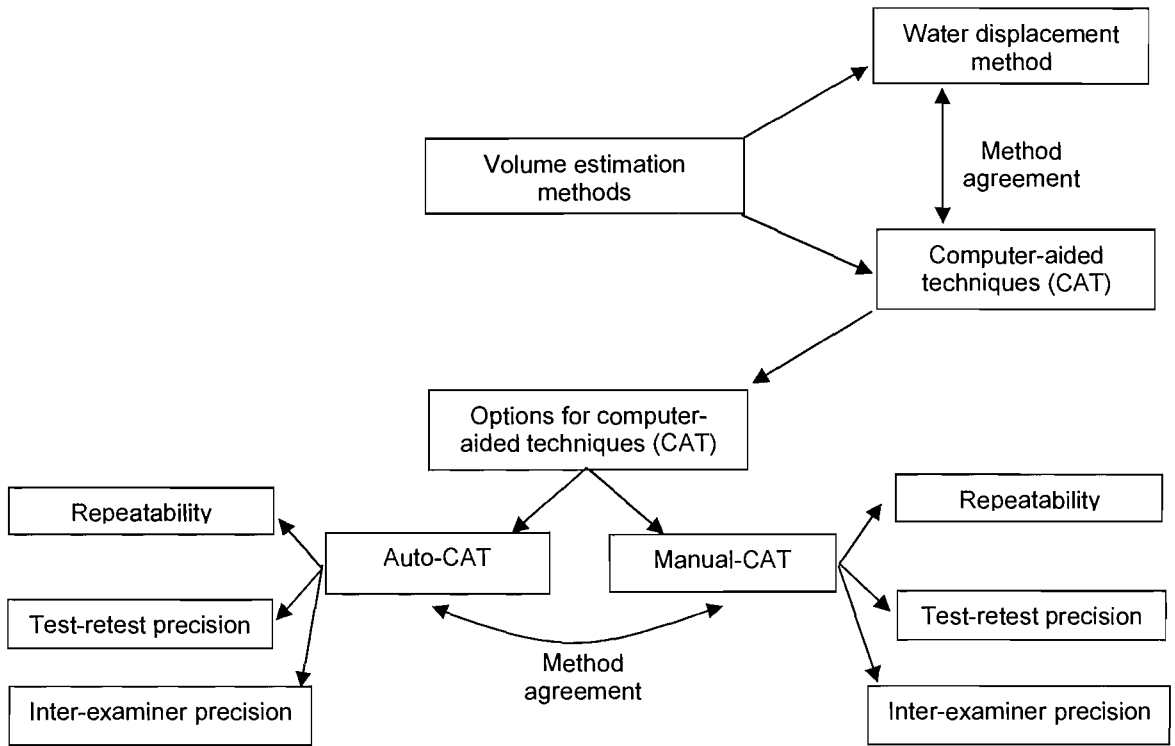 Water displacement
method
Volume estimation
methods
Method
agreement
Computer-aided
techniques (CAT)
Options for computer-
aided techniques (CAT)
Repeatability
Repeatability
Auto-CAT
Manual-CAT
Test-retest precision
Test-retest precision
Method
agreement
Inter-examiner precision
Inter-examiner precision